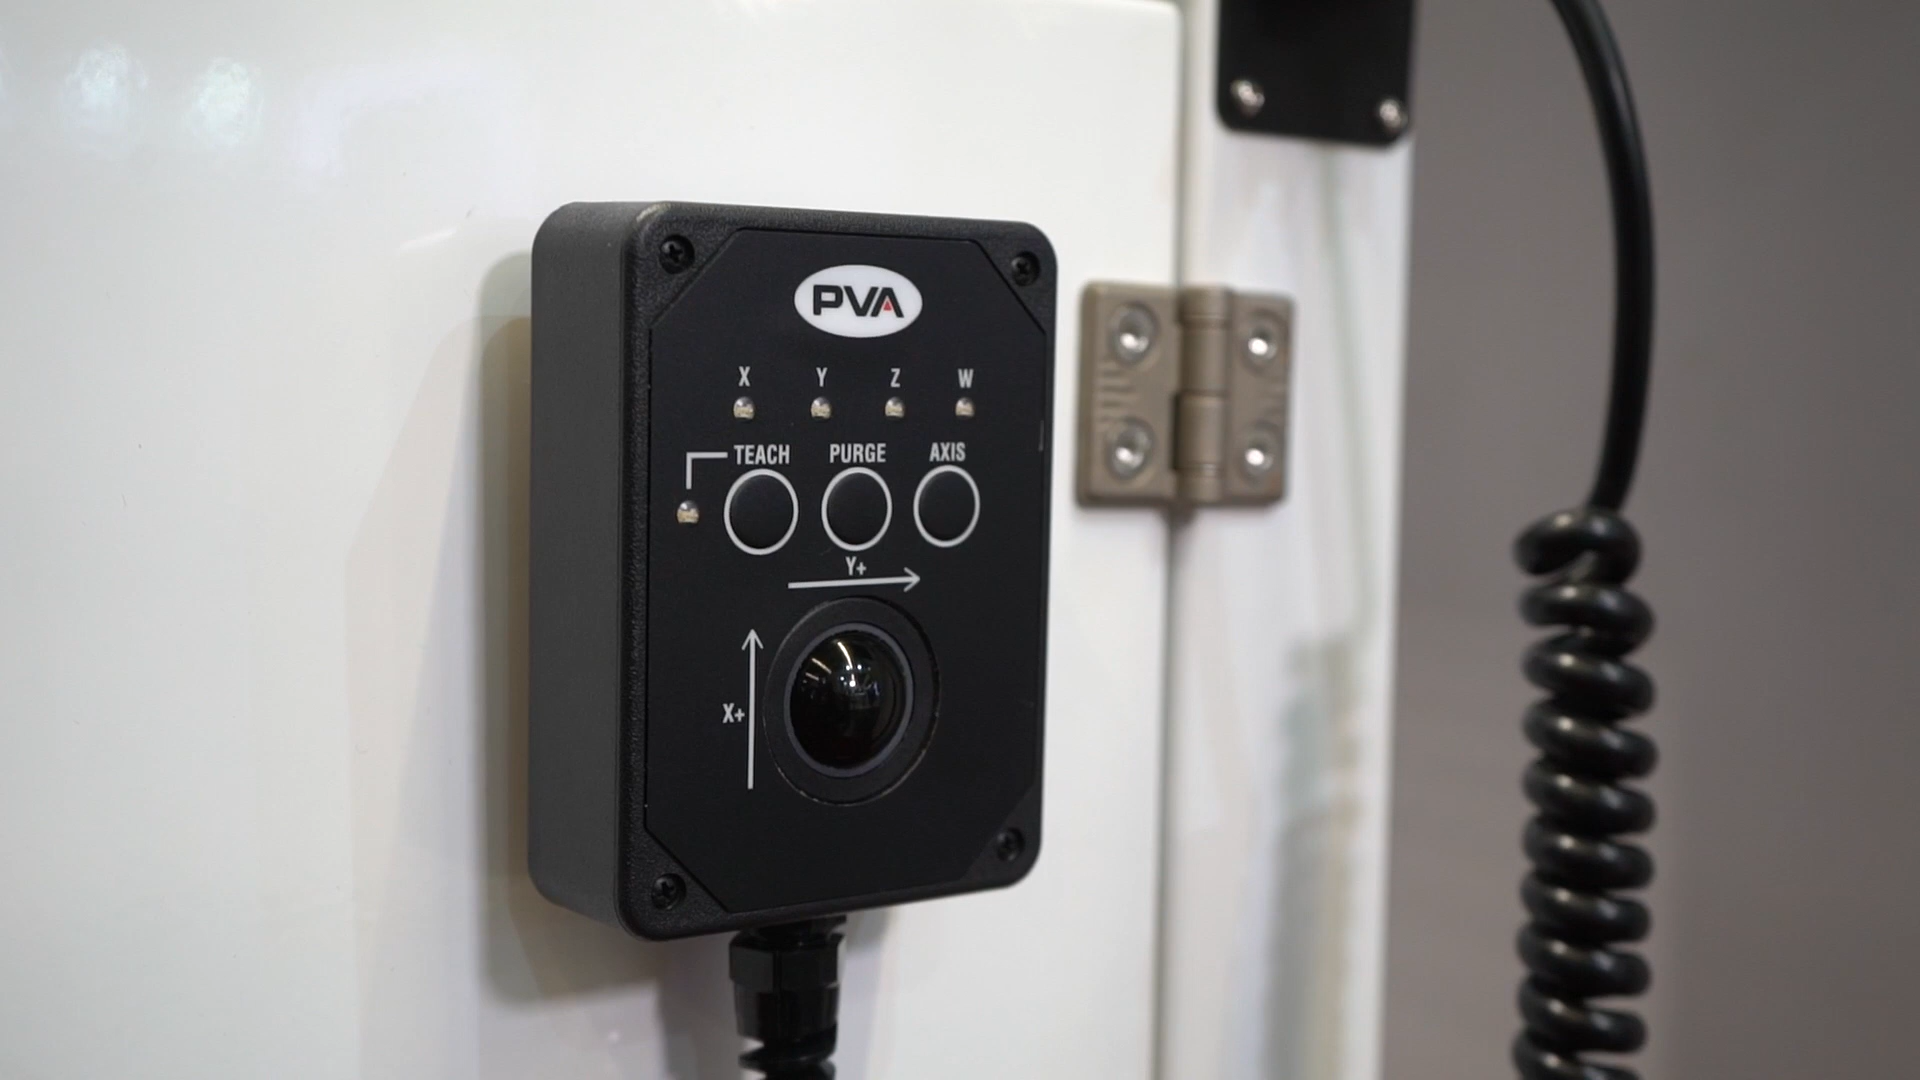 PVA
X Y Z W
TEACH PURGE AXIS
Y+
X+